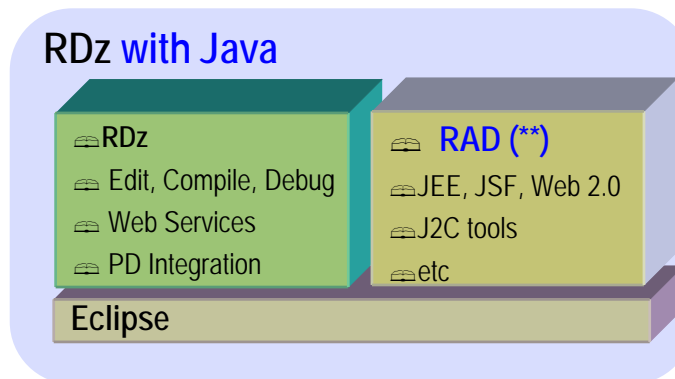 RDz with Java
RDz
Edit, Compile, Debug
Web Services
PD Integration
RAD (**)
JEE, JSF, Web 2.0
J2C tools
etc
Eclipse